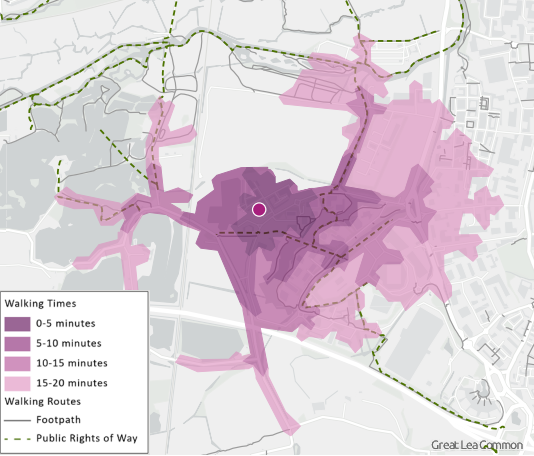 Walking Times
0-5 minutes
5-10 minutes
10-15 minutes
15-20 minutes
Walking Routes
Footpath
Public Rights of Way
Great Lea Common